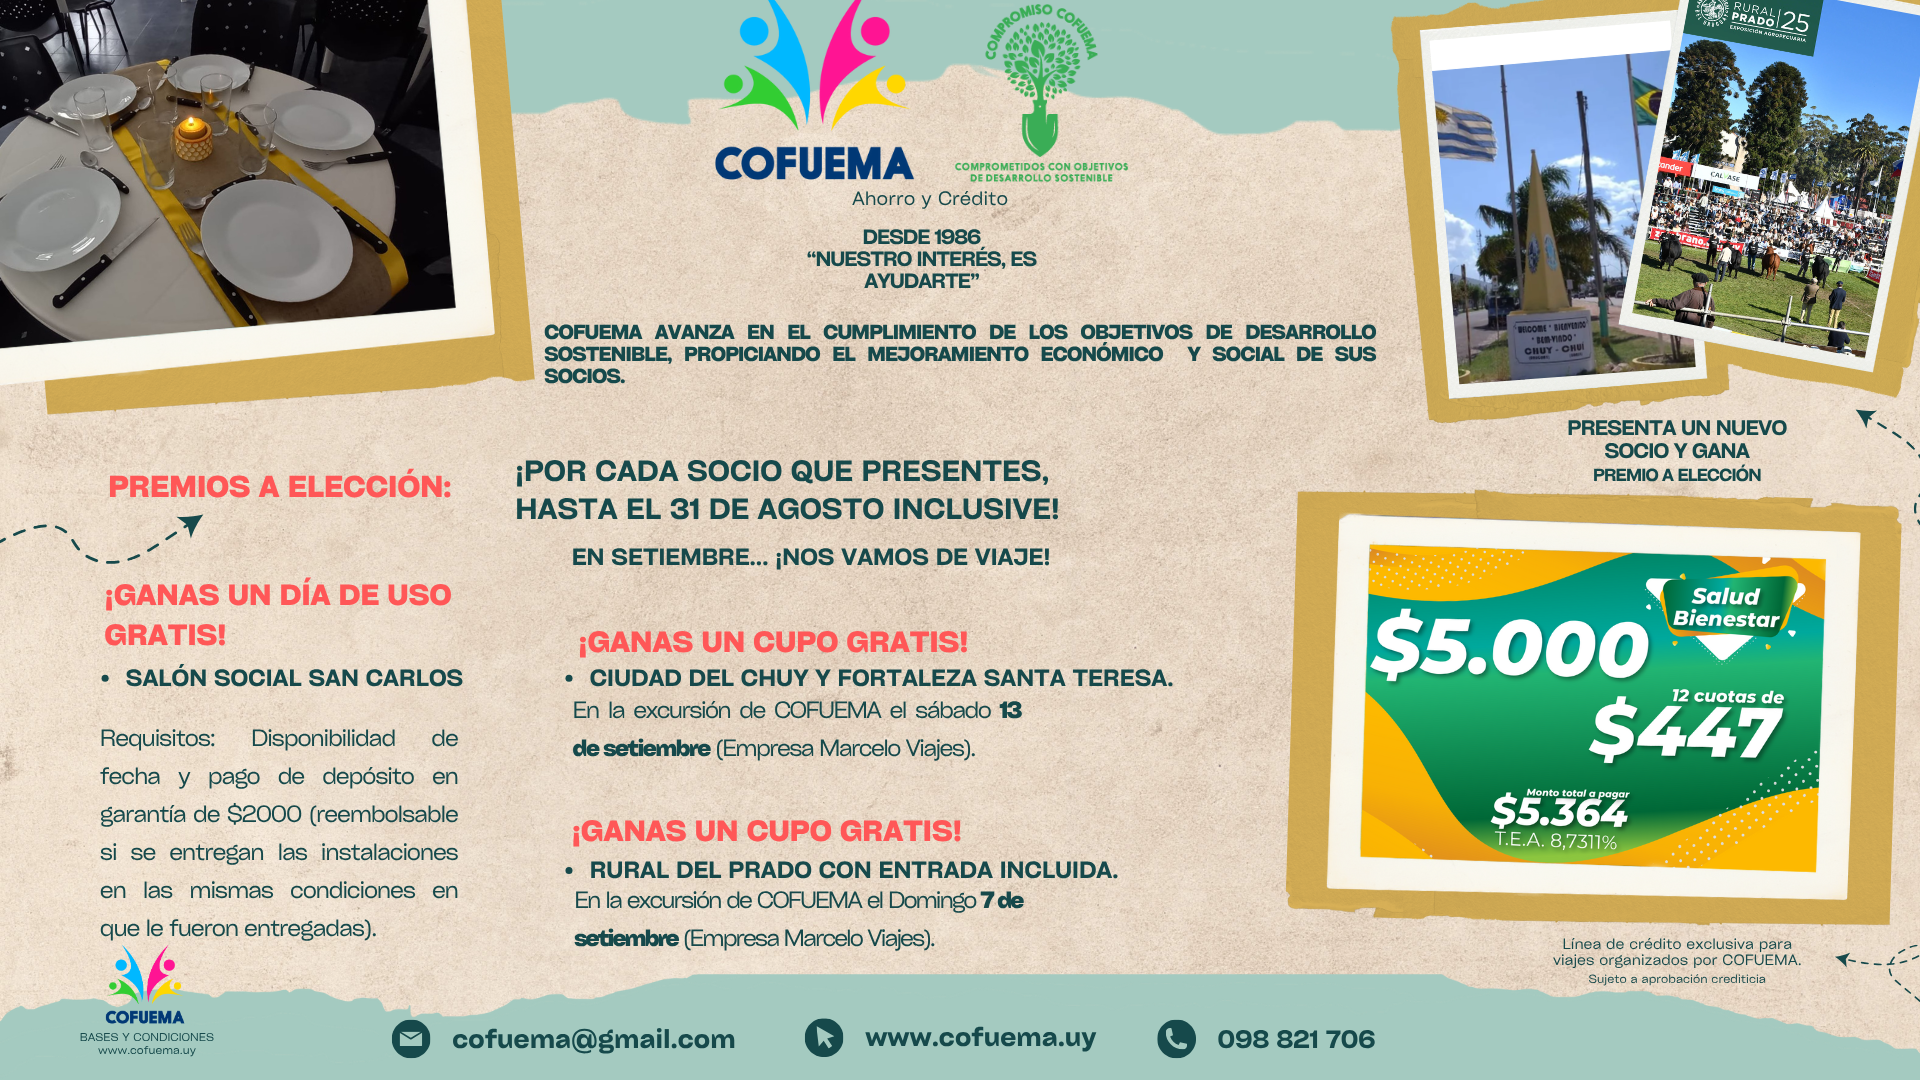 COMPROMISO COFUEMA
COFUEMA
COMPROMETIDOS CON OBJETIVOS
DE DESARROLLO SOSTENIBLE
Ahorro y Crédito
DESDE 1986
“NUESTRO INTERÉS, ES
AYUDARTE”
COFUEMA AVANZA EN EL CUMPLIMIENTO DE LOS OBJETIVOS DE DESARROLLO
SOSTENIBLE, PROPICIANDO EL MEJORAMIENTO ECONÓMICO Y SOCIAL DE SUS
SOCIOS.
RURAL
PRADO 25
EXPOSICIÓN AGROPECUARIA
WELCOME * BIENVENIDO
* BEM-VINDO *
CHUY - CHUÍ
PRESENTA UN NUEVO
SOCIO Y GANA
PREMIO A ELECCIÓN
PREMIOS A ELECCIÓN:
¡GANAS UN DÍA DE USO
GRATIS!
• SALÓN SOCIAL SAN CARLOS
Requisitos: Disponibilidad de
fecha y pago de depósito en
garantía de $2000 (reembolsable
si se entregan las instalaciones
en las mismas condiciones en
que le fueron entregadas).
¡POR CADA SOCIO QUE PRESENTES,
HASTA EL 31 DE AGOSTO INCLUSIVE!
EN SETIEMBRE... ¡NOS VAMOS DE VIAJE!
¡GANAS UN CUPO GRATIS!
• CIUDAD DEL CHUY Y FORTALEZA SANTA TERESA.
En la excursión de COFUEMA el sábado 13
de setiembre (Empresa Marcelo Viajes).
¡GANAS UN CUPO GRATIS!
• RURAL DEL PRADO CON ENTRADA INCLUIDA.
En la excursión de COFUEMA el Domingo 7 de
setiembre (Empresa Marcelo Viajes).
Salud
Bienestar
$5.000
12 cuotas de
$447
Monto total a pagar
$5.364
T.E.A. 8,7311%
Línea de crédito exclusiva para
viajes organizados por COFUEMA.
Sujeto a aprobación crediticia
COFUEMA
BASES Y CONDICIONES
www.cofuema.uy
cofuema@gmail.com
www.cofuema.uy
098 821 706